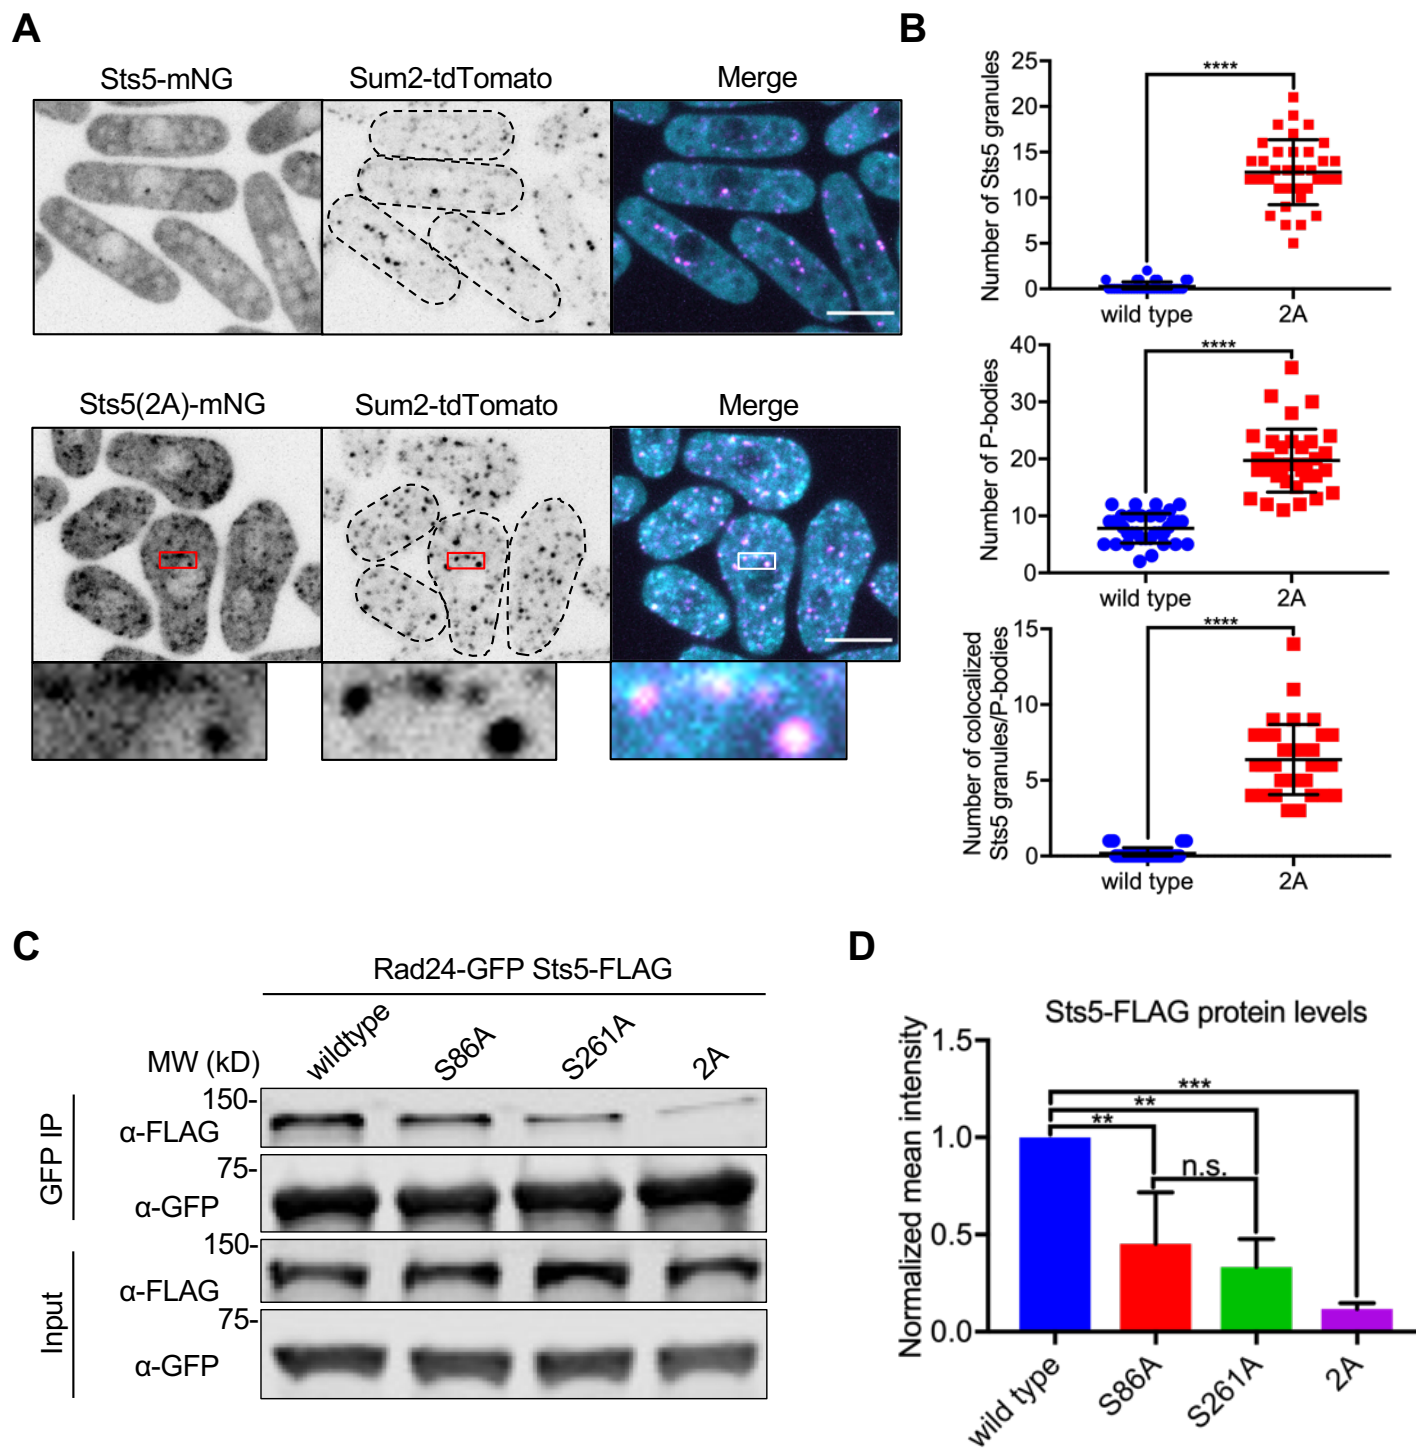 A
Sts5-mNG
Sum2-tdTomato
Merge
Sts5(2A)-mNG
Sum2-tdTomato
Merge
B
Number of Sts5 granules
25
20
15
10
5
0
****
wild type
2A
Number of P-bodies
40
30
20
10
0
****
wild type
2A
Number of colocalized
Sts5 granules/P-bodies
15
10
5
0
****
wild type
2A
C
Rad24-GFP Sts5-FLAG
MW (kD)
wildtype
S86A
S261A
2A
GFP IP
150-
α-FLAG
75-
α-GFP
Input
150-
α-FLAG
75-
α-GFP
D
Sts5-FLAG protein levels
Normalized mean intensity
1.5
1.0
0.5
0.0
***
**
**
n.s.
wild type
S86A
S261A
2A